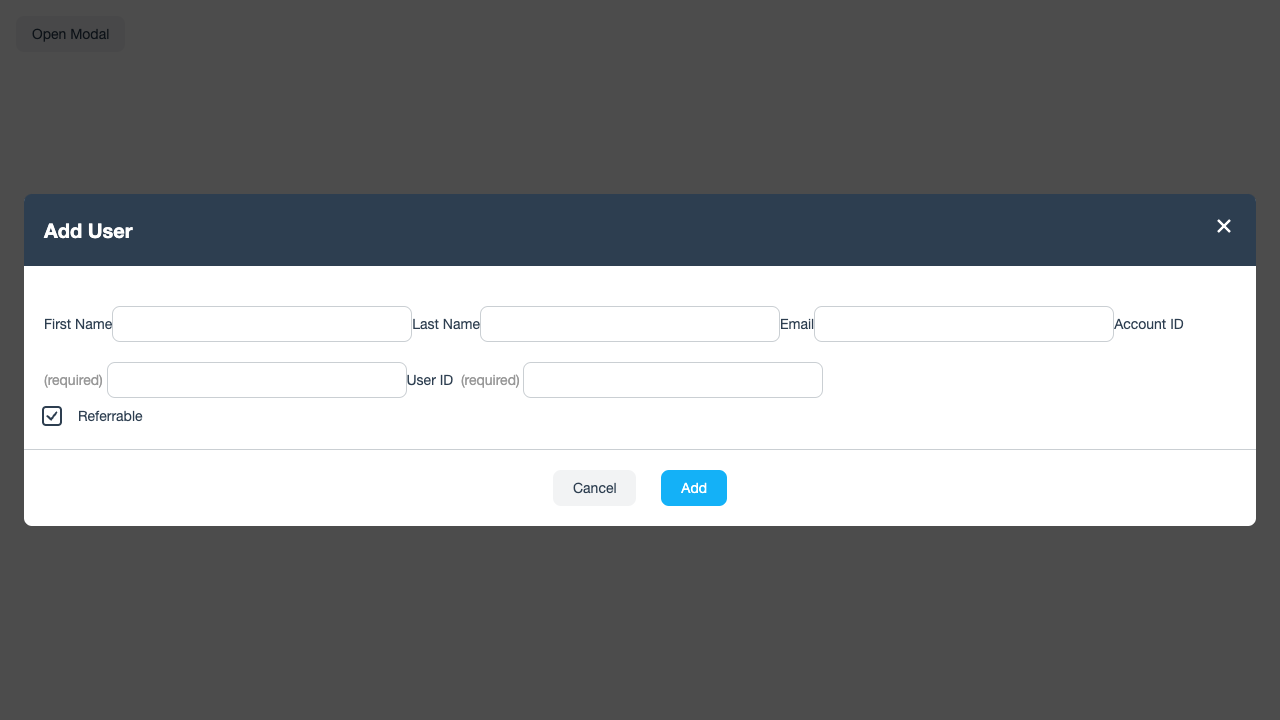 Open Modal
Add User
First Name Last Name Email Account ID
(required) User ID (required)
Referrable
Cancel Add